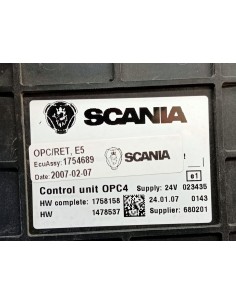 SCANIA
OPC/RET, E5
EcuAssy: 1754689
Date: 2007-02-07
SCANIA
e1
Control unit OPC4 Supply: 24V 023435
HW complete: 1758158 24.01.07 0143
HW 1478537 Supplier: 680201